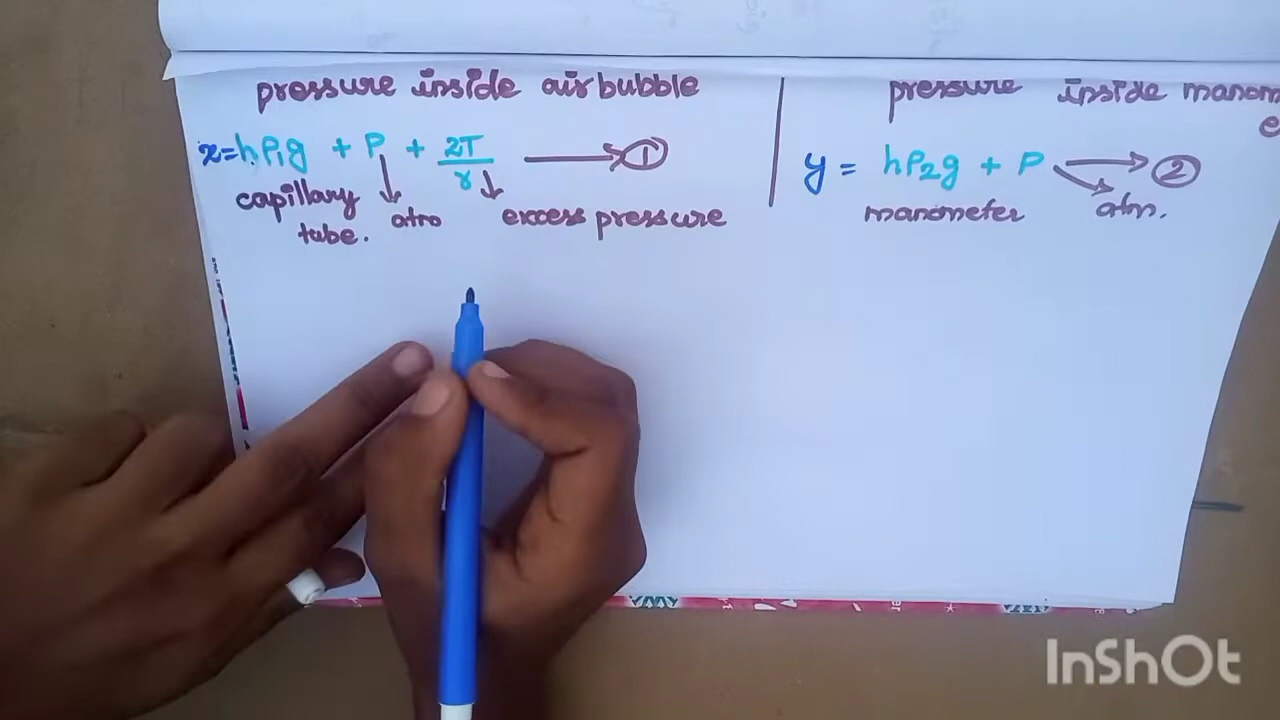 pressure inside air bubble
x = hρ₁g + P + 2T/r → ①
capillary tube. atm excess pressure
pressure inside manom
e
y = hρ₂g + P → ②
manometer atm.
InShOt